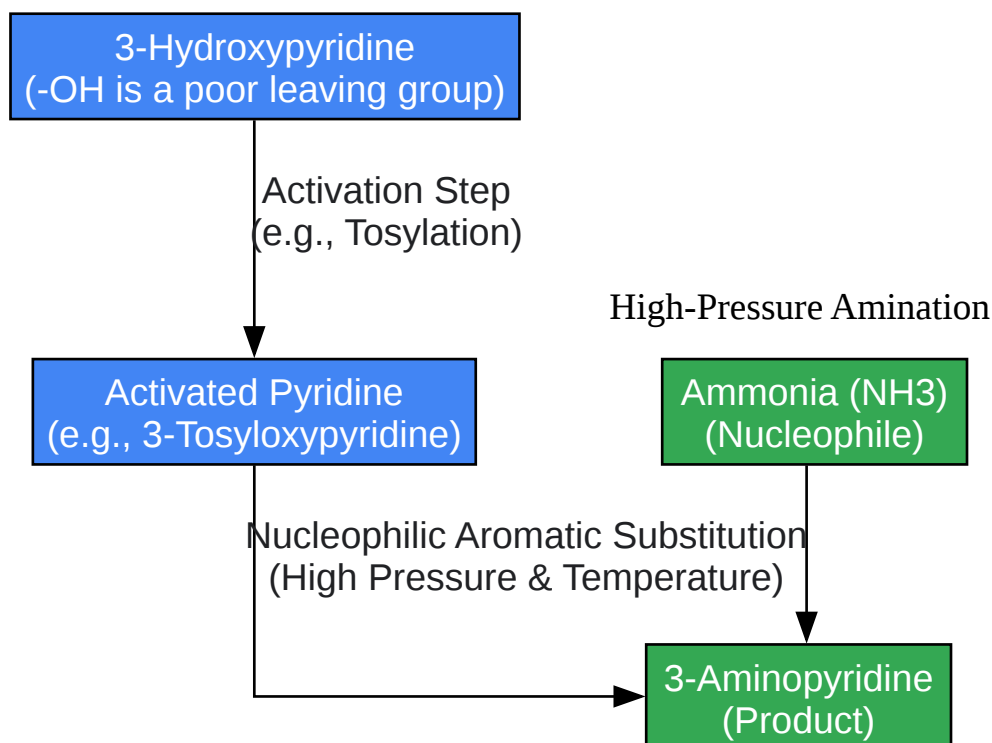 3-Hydroxypyridine
(-OH is a poor leaving group)
Activation Step
(e.g., Tosylation)
High-Pressure Amination
Activated Pyridine
(e.g., 3-Tosyloxypyridine)
Ammonia (NH3)
(Nucleophile)
Nucleophilic Aromatic Substitution
(High Pressure & Temperature)
3-Aminopyridine
(Product)